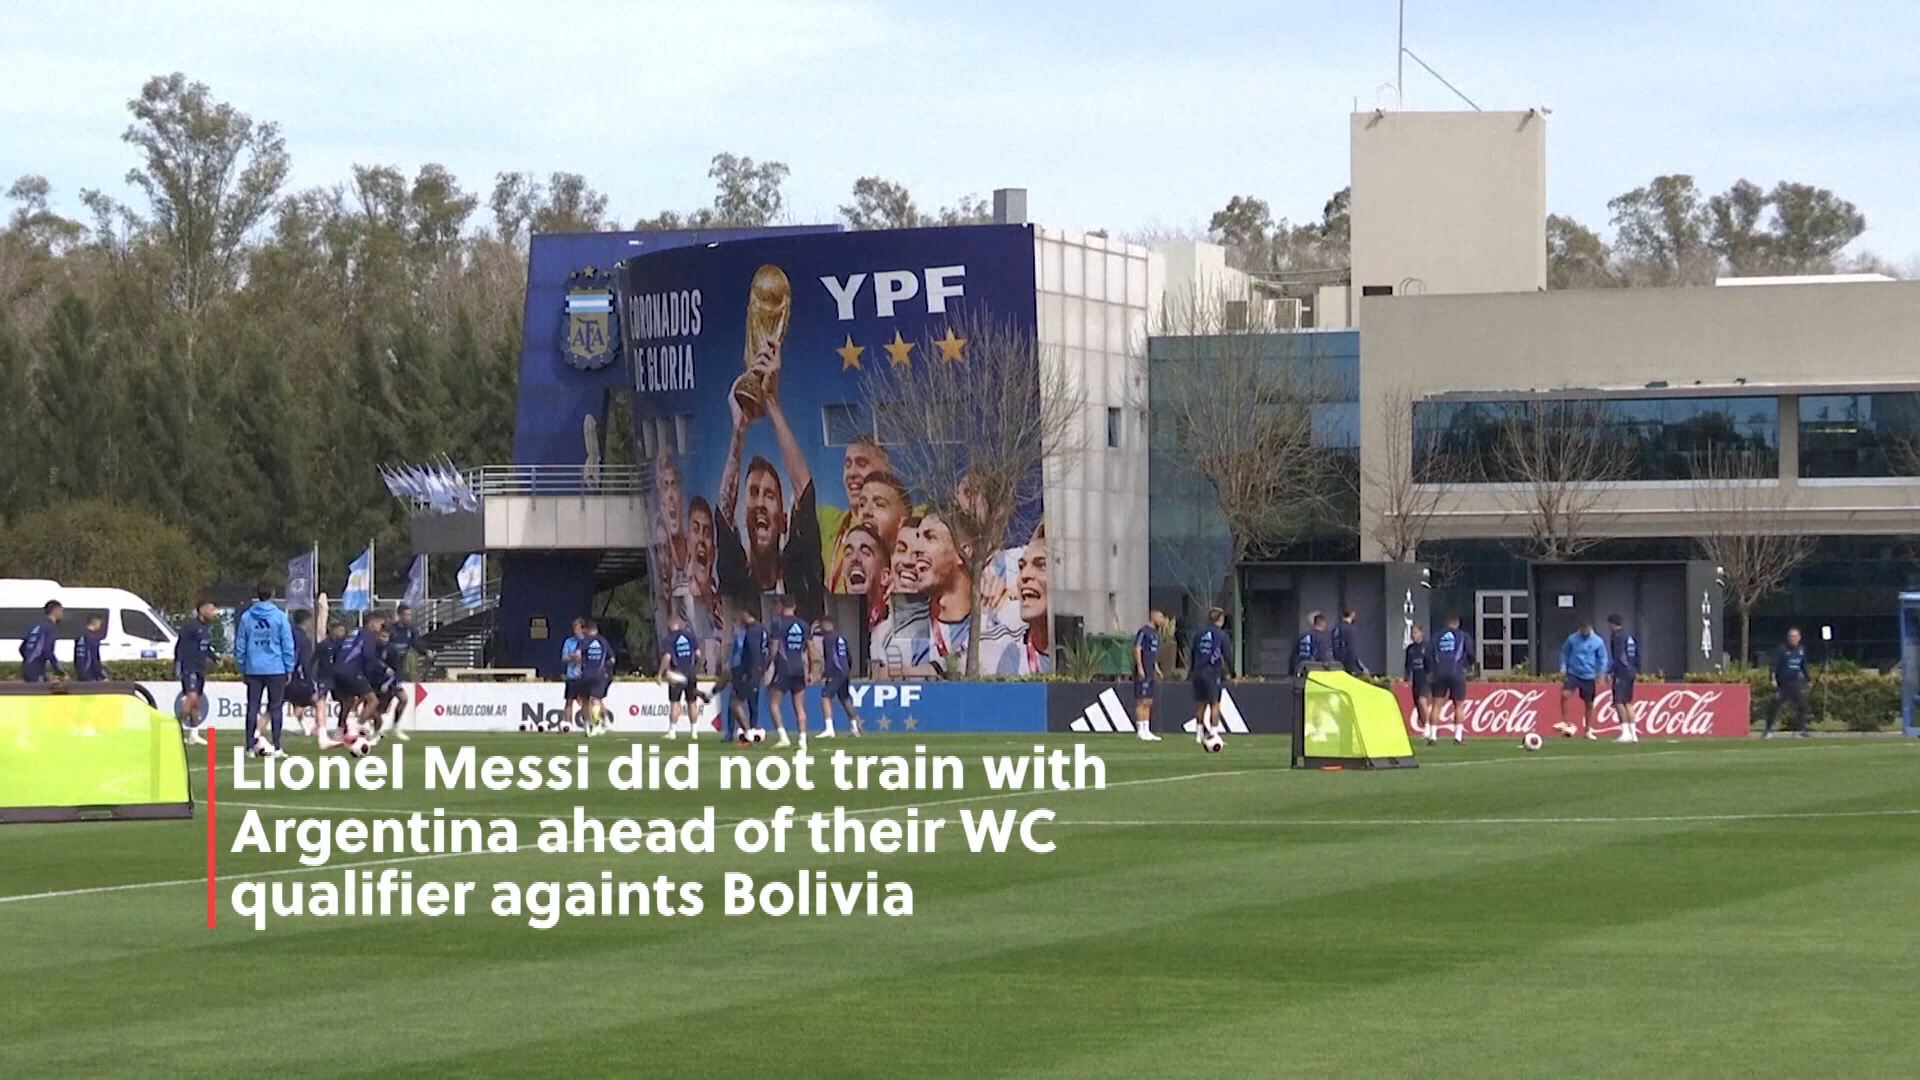 YPF
CORONADOS
DE GLORIA
AFA
NALDO.COM.AR
YPF
Coca-Cola
Coca-Cola
Lionel Messi did not train with
Argentina ahead of their WC
qualifier againts Bolivia